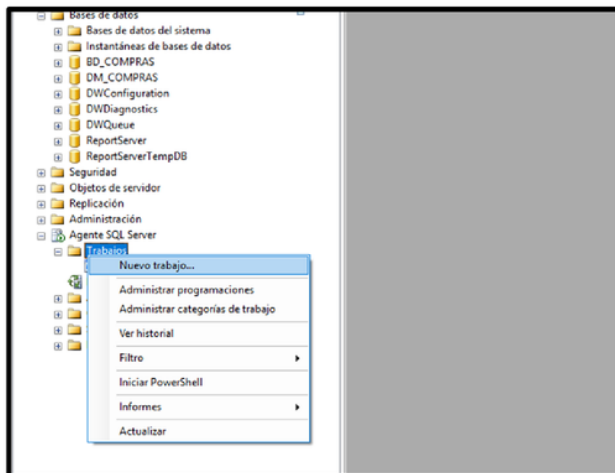 Bases de datos
Bases de datos del sistema
Instantáneas de bases de datos
BD_COMPRAS
DM_COMPRAS
DWConfiguration
DWDiagnostics
DWQueue
ReportServer
ReportServerTempDB
Seguridad
Objetos de servidor
Replicación
Administración
Agente SQL Server
Trabajos
Nuevo trabajo...
Administrar programaciones
Administrar categorías de trabajo
Ver historial
Filtro
Iniciar PowerShell
Informes
Actualizar